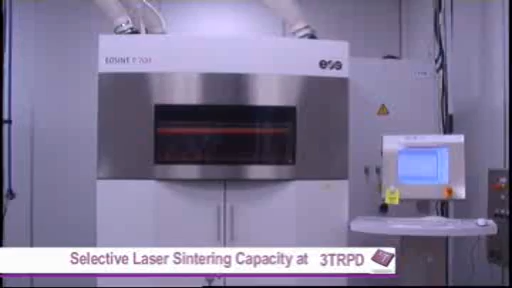 EOSINT P 700
eos
Selective Laser Sintering Capacity at 3TRPD